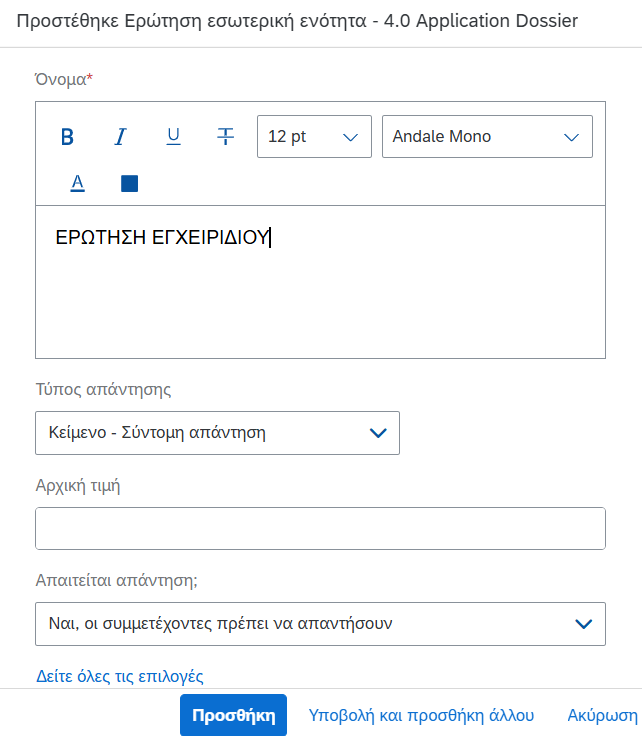 Προστέθηκε Ερώτηση εσωτερική ενότητα - 4.0 Application Dossier
Όνομα*
B I U T 12 pt Andale Mono
A
ΕΡΩΤΗΣΗ ΕΓΧΕΙΡΙΔΙΟΥ
Τύπος απάντησης
Κείμενο - Σύντομη απάντηση
Αρχική τιμή
Απαιτείται απάντηση;
Ναι, οι συμμετέχοντες πρέπει να απαντήσουν
Δείτε όλες τις επιλογές
Προσθήκη Υποβολή και προσθήκη άλλου Ακύρωση